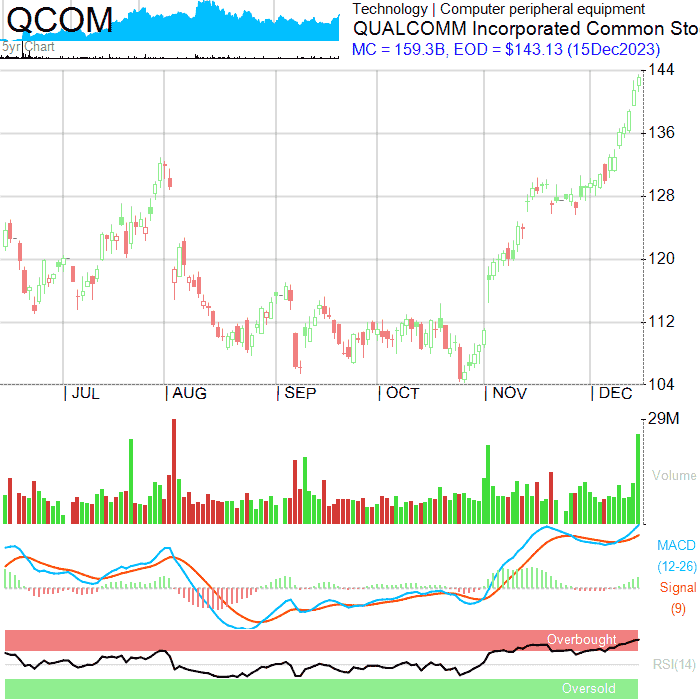 QCOM
5yr Chart
Technology | Computer peripheral equipment
QUALCOMM Incorporated Common Sto
MC = 159.3B, EOD = $143.13 (15Dec2023)
144
136
128
120
112
104
| JUL | AUG | SEP | OCT | NOV | DEC
29M
Volume
MACD
(12-26)
Signal
(9)
Overbought
RSI(14)
Oversold